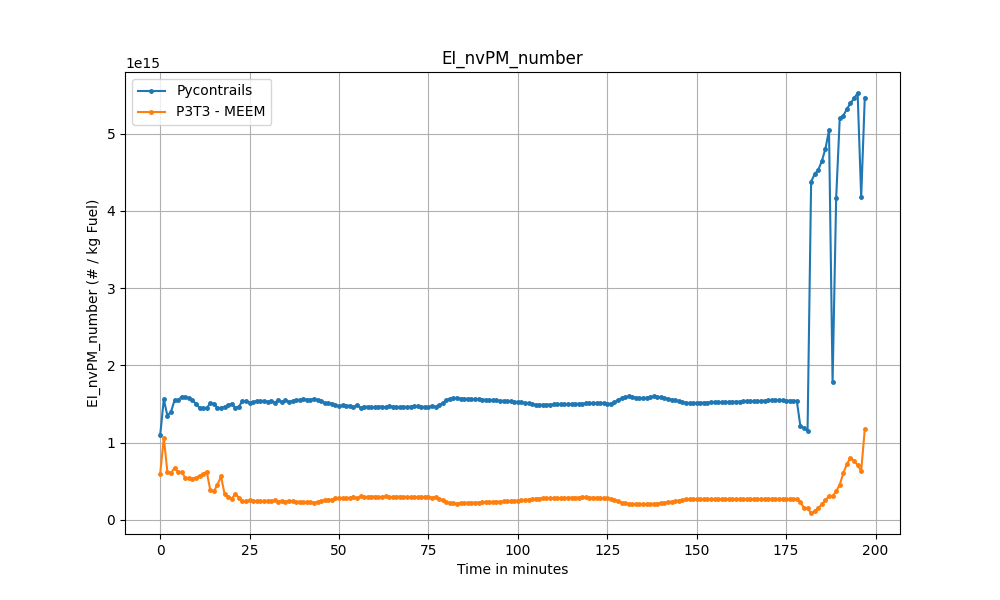 EI_nvPM_number
1e15
Pycontrails
P3T3 - MEEM
EI_nvPM_number (# / kg Fuel)
5
4
3
2
1
0
0 25 50 75 100 125 150 175 200
Time in minutes